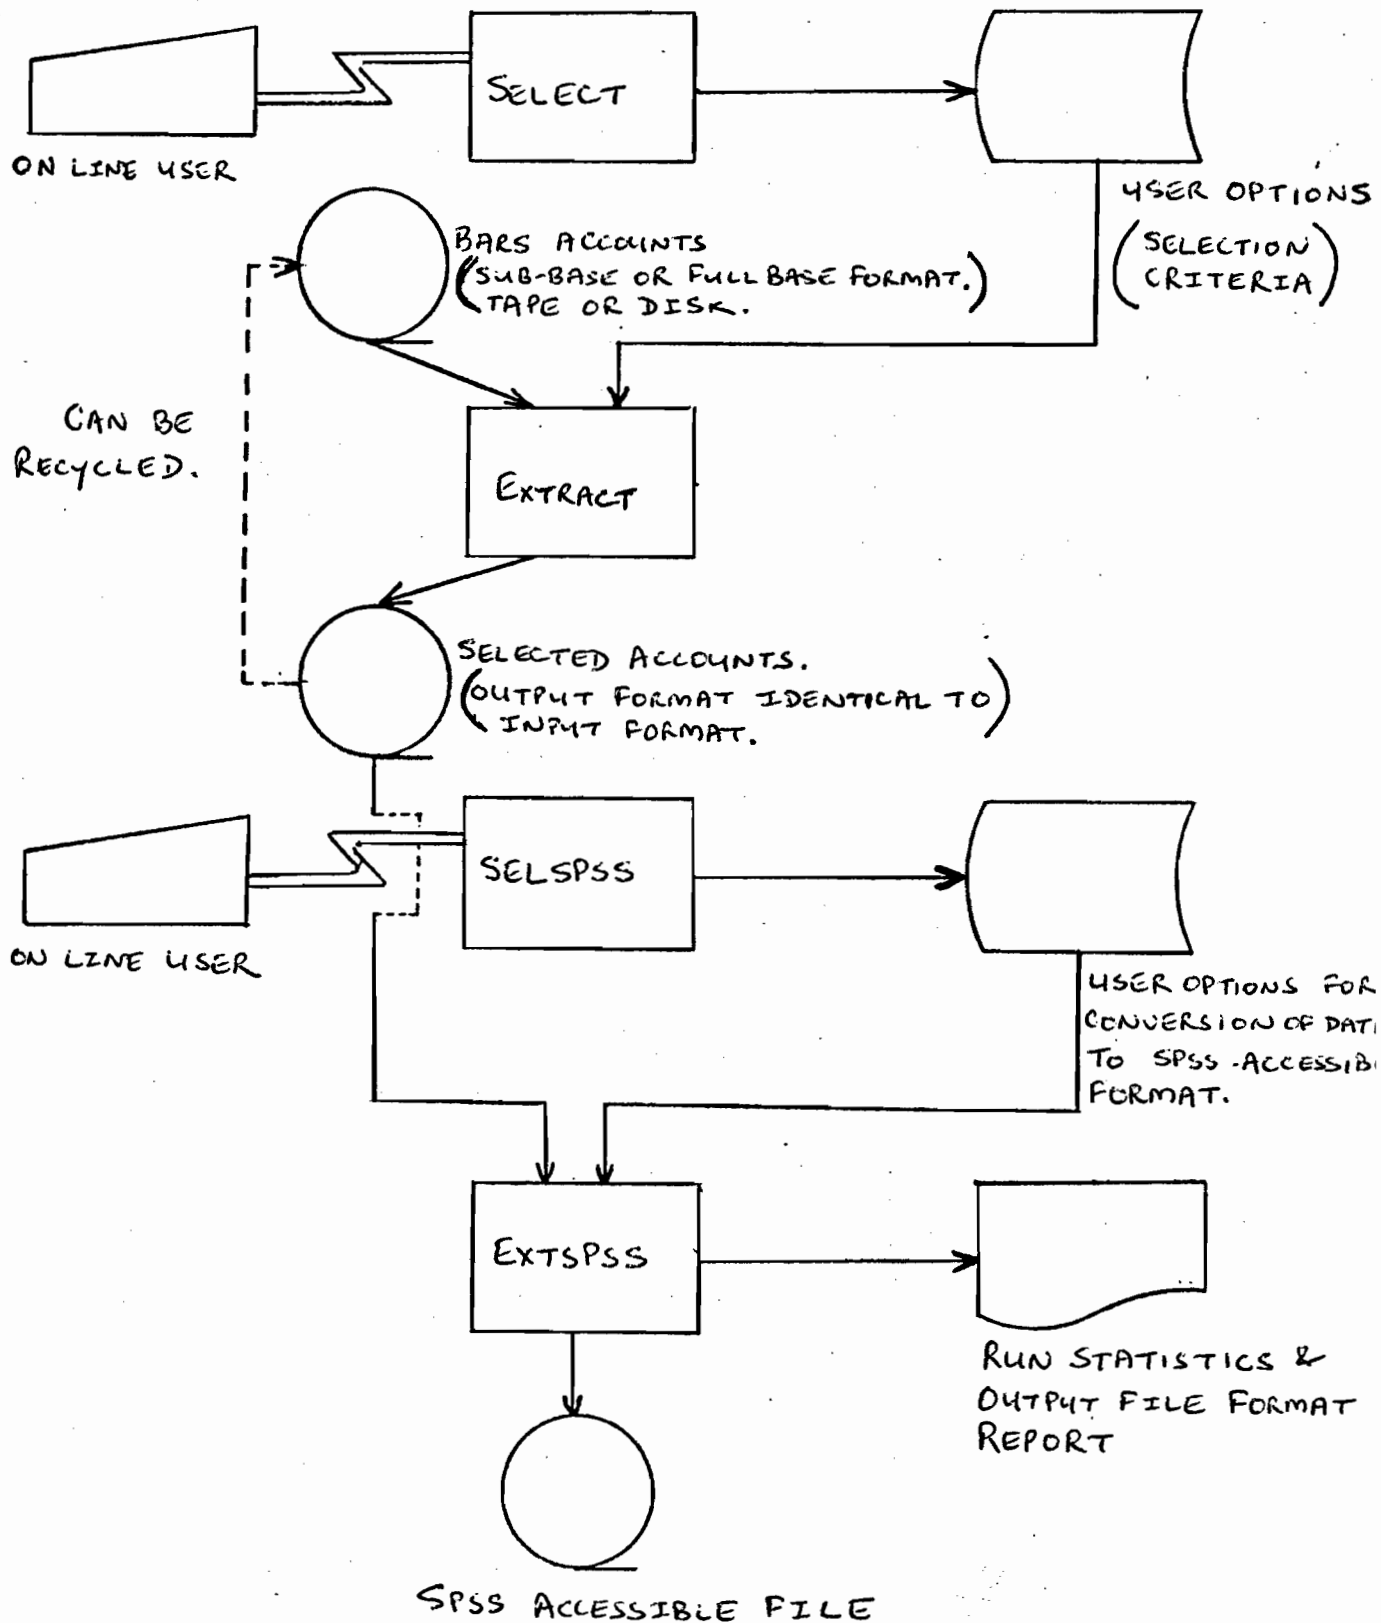 SELECT
ON LINE USER
USER OPTIONS
(SELECTION
CRITERIA)
BARS ACCOUNTS
(SUB-BASE OR FULL BASE FORMAT.
TAPE OR DISK.)
CAN BE
RECYCLED.
EXTRACT
SELECTED ACCOUNTS.
(OUTPUT FORMAT IDENTICAL TO
INPUT FORMAT.)
SELSPSS
ON LINE USER
USER OPTIONS FOR
CONVERSION OF DAT
TO SPSS-ACCESSIB
FORMAT.
EXTSPSS
RUN STATISTICS &
OUTPUT FILE FORMAT
REPORT
SPSS ACCESSIBLE FILE